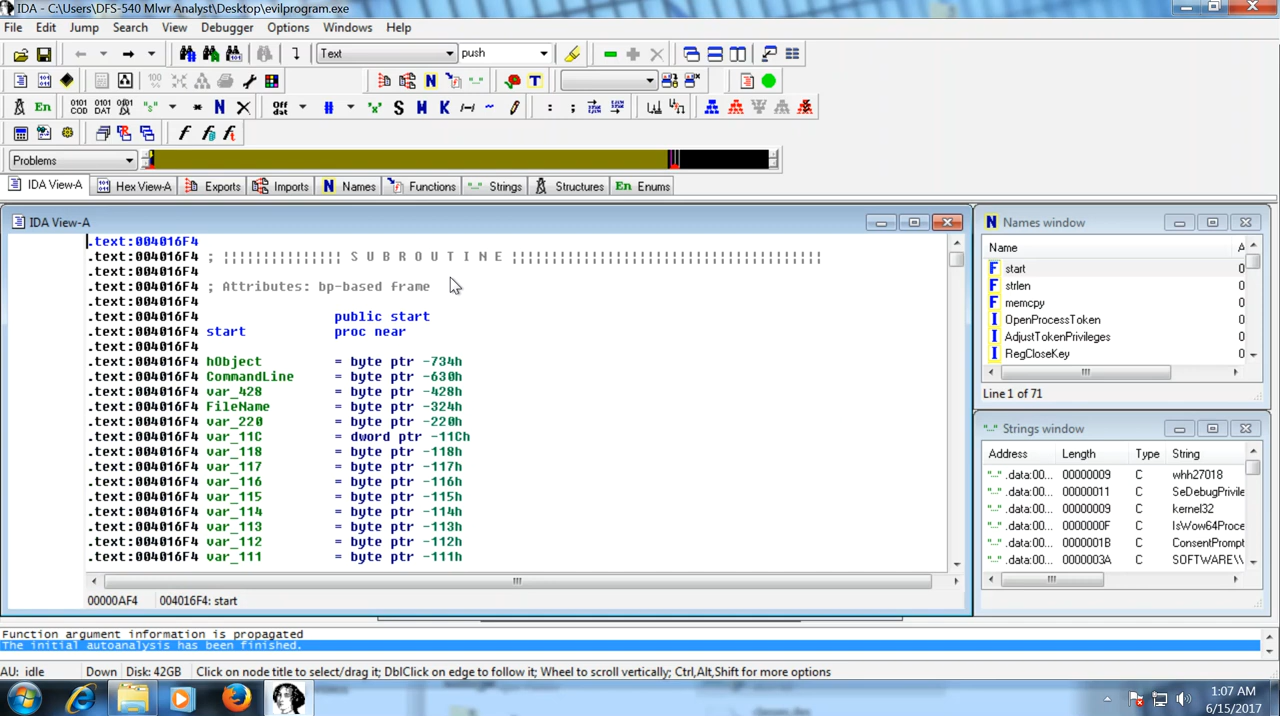 IDA - C:\Users\DFS-540 Mlwr Analyst\Desktop\evilprogram.exe
File Edit Jump Search View Debugger Options Windows Help
Text push
En
Off
Problems
IDA View-A Hex View-A Exports Imports N Names Functions Strings Structures En Enums
IDA View-A
.text:004016F4
.text:004016F4 ; ¦¦¦¦¦¦¦¦¦¦¦¦¦¦¦ S U B R O U T I N E ¦¦¦¦¦¦¦¦¦¦¦¦¦¦¦¦¦¦¦¦¦¦¦¦¦¦¦¦¦¦¦¦¦¦¦¦¦¦¦
.text:004016F4
.text:004016F4 ; Attributes: bp-based frame
.text:004016F4
.text:004016F4 public start
.text:004016F4 start proc near
.text:004016F4
.text:004016F4 hObject = byte ptr -734h
.text:004016F4 CommandLine = byte ptr -630h
.text:004016F4 var_428 = byte ptr -428h
.text:004016F4 FileName = byte ptr -324h
.text:004016F4 var_220 = byte ptr -220h
.text:004016F4 var_11C = dword ptr -11Ch
.text:004016F4 var_118 = byte ptr -118h
.text:004016F4 var_117 = byte ptr -117h
.text:004016F4 var_116 = byte ptr -116h
.text:004016F4 var_115 = byte ptr -115h
.text:004016F4 var_114 = byte ptr -114h
.text:004016F4 var_113 = byte ptr -113h
.text:004016F4 var_112 = byte ptr -112h
.text:004016F4 var_111 = byte ptr -111h
00000AF4 004016F4: start
N Names window
Name A
F start 0
F strlen 0
F memcpy 0
I OpenProcessToken 0
I AdjustTokenPrivileges 0
I RegCloseKey 0
Line 1 of 71
Strings window
Address Length Type String
.data:00... 00000009 C whh27018
.data:00... 00000011 C SeDebugPrivile
.data:00... 00000009 C kernel32
.data:00... 0000000F C IsWow64Proce
.data:00... 0000001B C ConsentPrompt
.data:00... 0000003A C SOFTWARE\\
Function argument information is propagated
The initial autoanalysis has been finished.
AU: idle Down Disk: 42GB Click on node title to select/drag it; DblClick on edge to follow it; Wheel to scroll vertically; Ctrl,Alt,Shift for more options
1:07 AM
6/15/2017